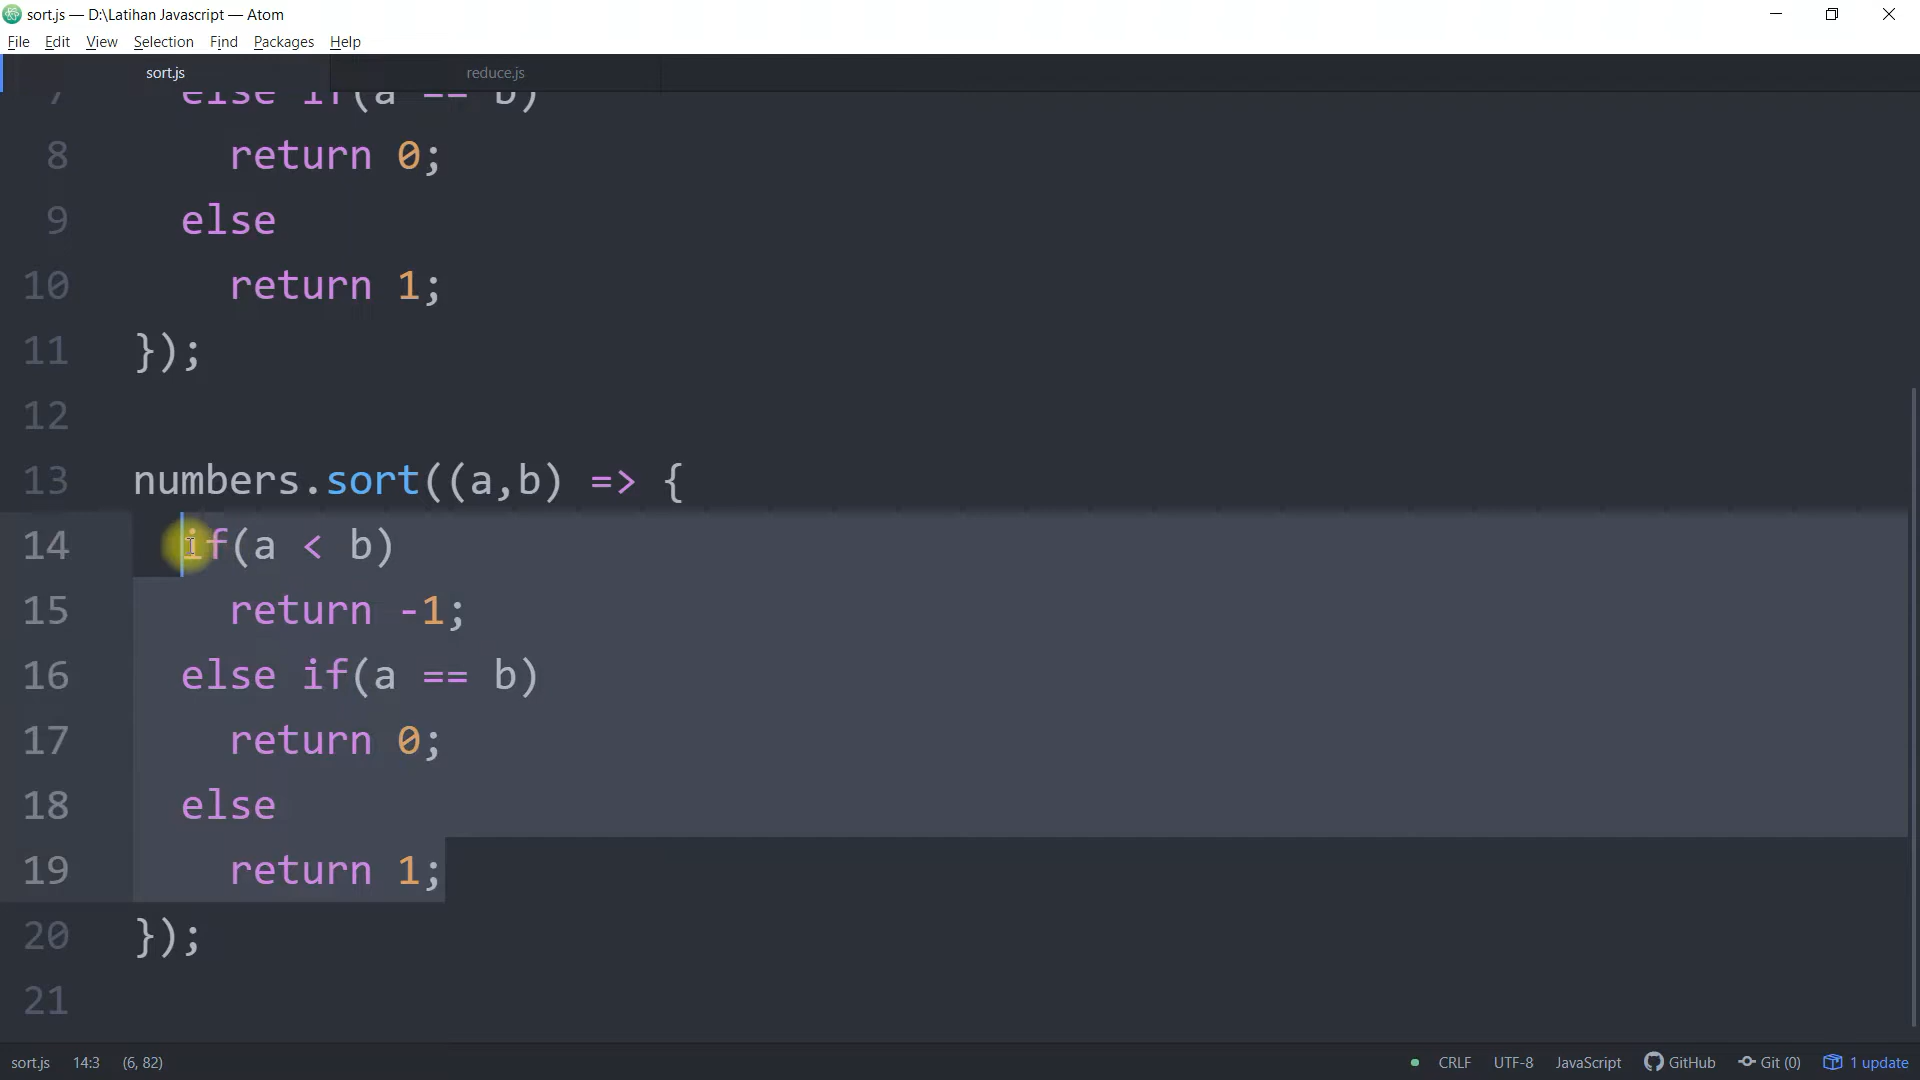 sort.js — D:\Latihan Javascript — Atom
File Edit View Selection Find Packages Help
sort.js reduce.js
7 else if(a == b)
8 return 0;
9 else
10 return 1;
11 });
12
13 numbers.sort((a,b) => {
14 if(a < b)
15 return -1;
16 else if(a == b)
17 return 0;
18 else
19 return 1;
20 });
21
sort.js 14:3 (6, 82) CRLF UTF-8 JavaScript GitHub Git (0) 1 update